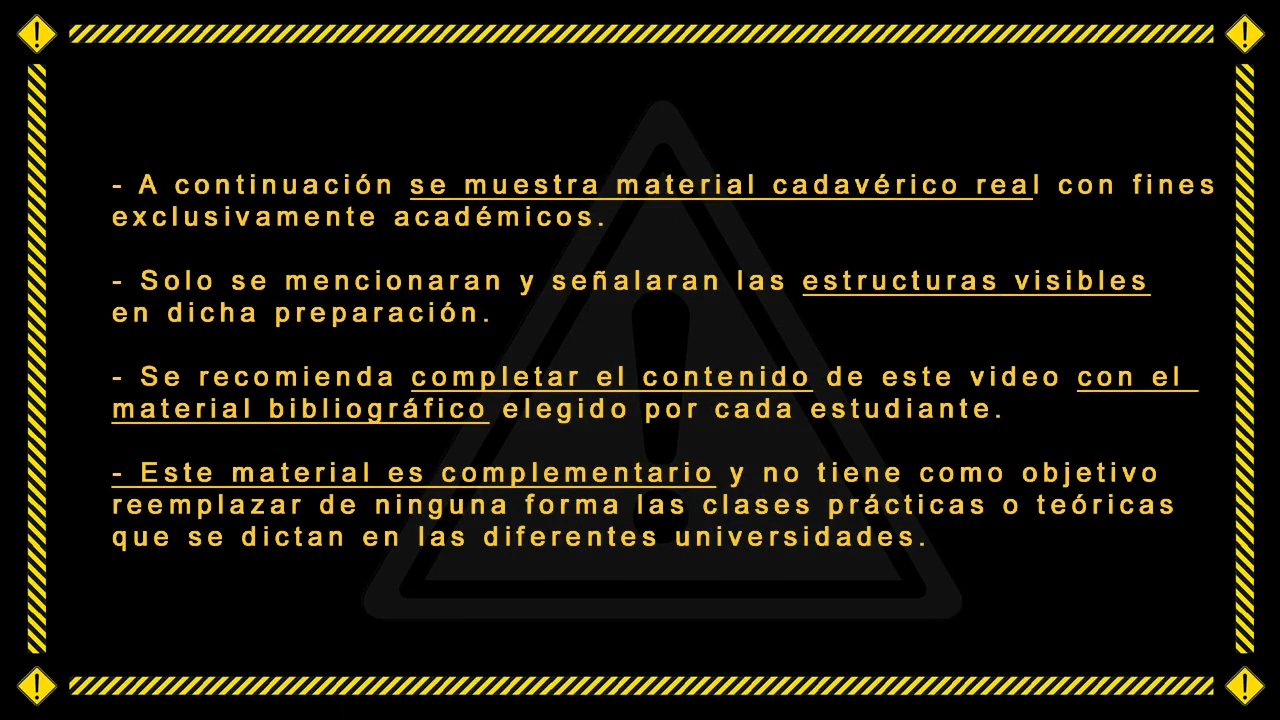 - A continuación se muestra material cadavérico real con fines
exclusivamente académicos.
- Solo se mencionaran y señalaran las estructuras visibles
en dicha preparación.
- Se recomienda completar el contenido de este video con el
material bibliográfico elegido por cada estudiante.
- Este material es complementario y no tiene como objetivo
reemplazar de ninguna forma las clases prácticas o teóricas
que se dictan en las diferentes universidades.